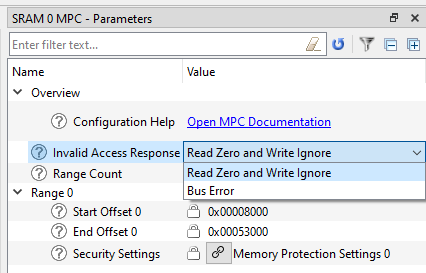 SRAM 0 MPC - Parameters
Enter filter text...
Name Value
Overview
Configuration Help Open MPC Documentation
Invalid Access Response Read Zero and Write Ignore
Read Zero and Write Ignore
Range Count
Bus Error
Range 0
Start Offset 0 0x00008000
End Offset 0 0x00053000
Security Settings Memory Protection Settings 0